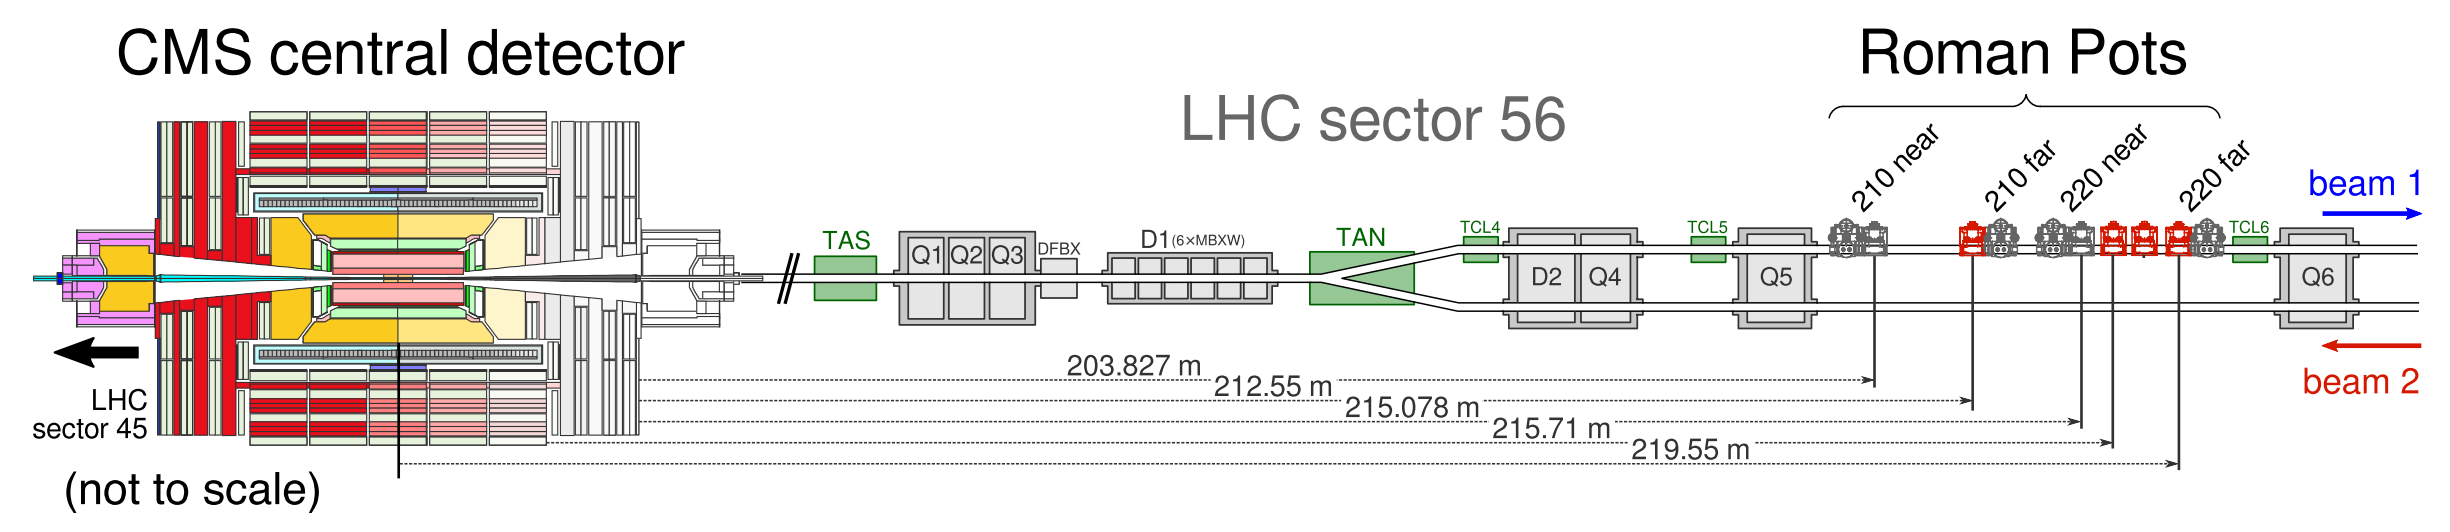 CMS central detector
Roman Pots
LHC sector 56
210 near
210 far
220 near
220 far
beam 1
TAS
Q1
Q2
Q3
DFBX
D1(6×MBXW)
TAN
TCL4
D2
Q4
TCL5
Q5
TCL6
Q6
203.827 m
212.55 m
215.078 m
215.71 m
219.55 m
beam 2
LHC
sector 45
(not to scale)